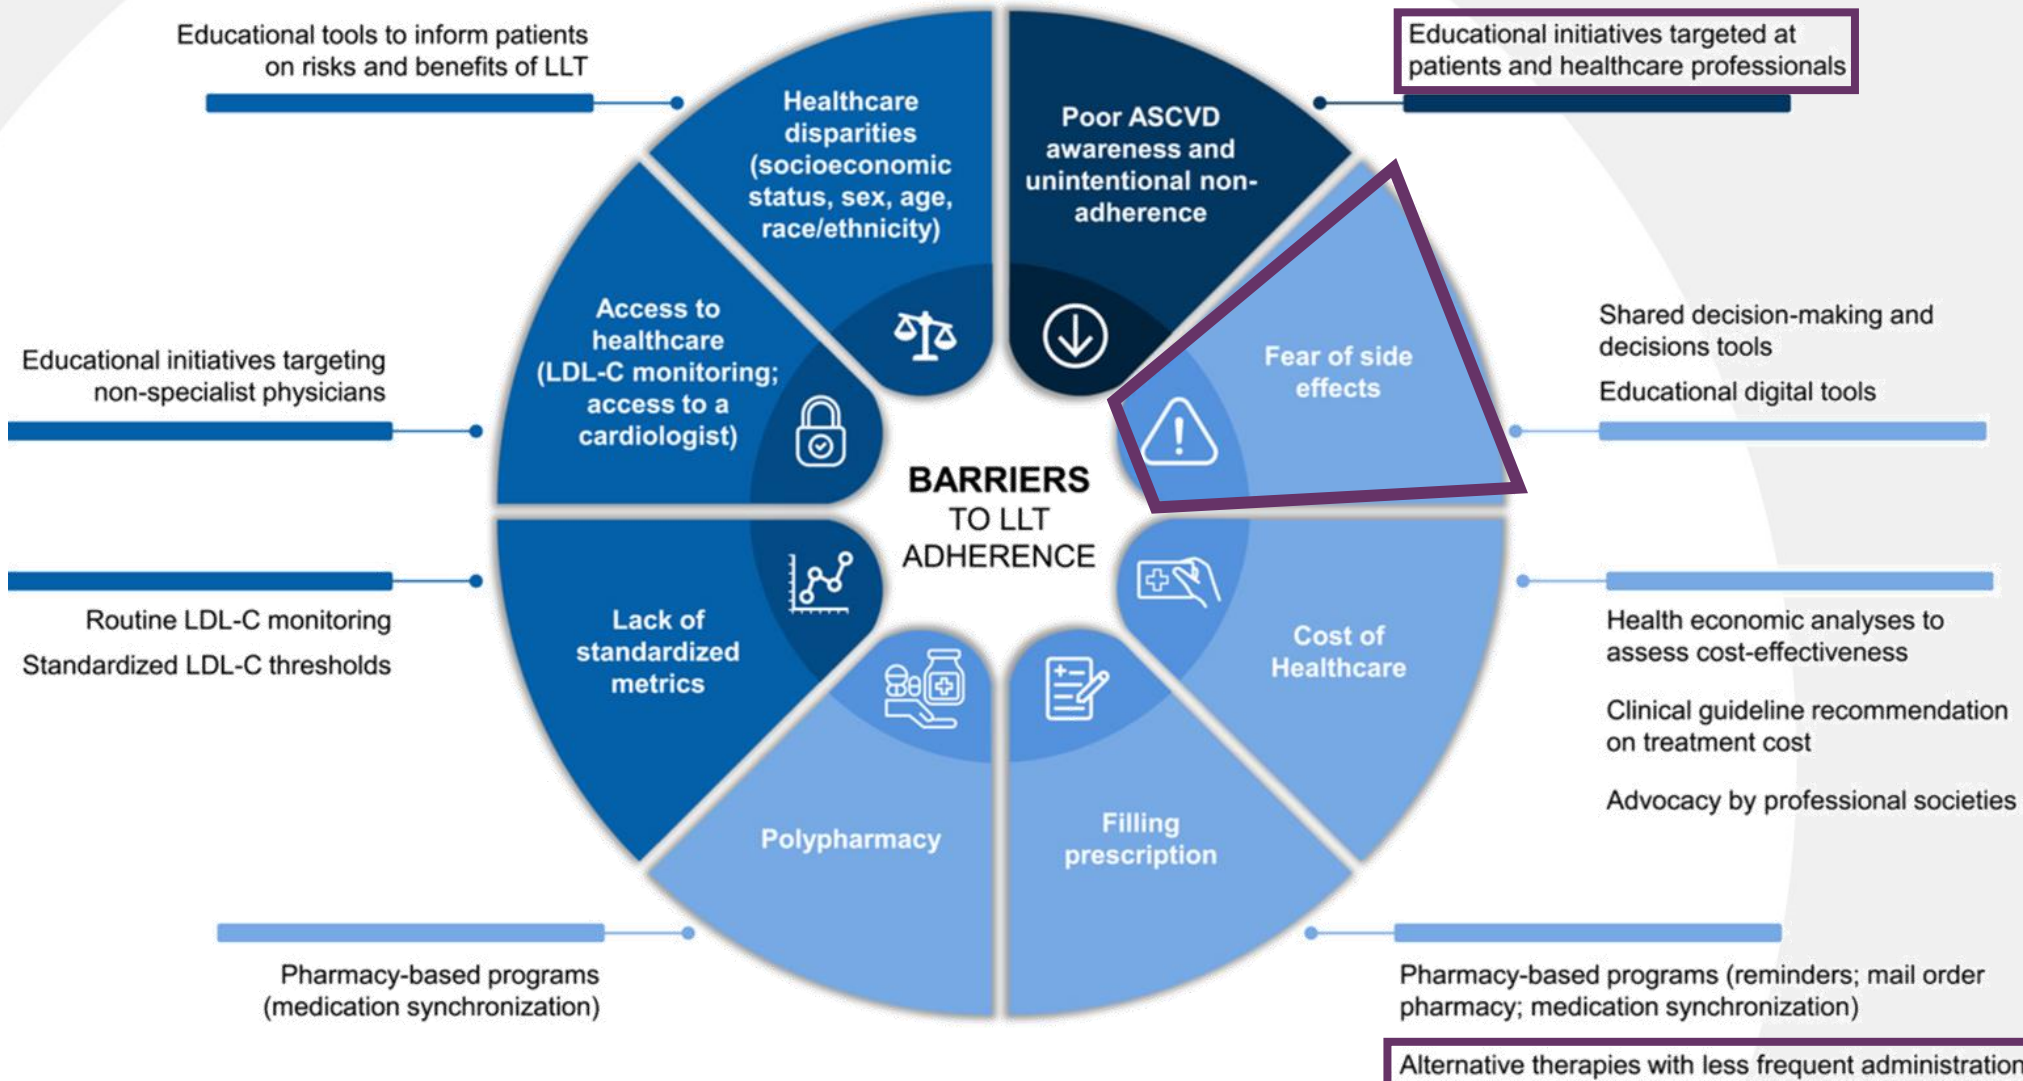 Educational tools to inform patients
on risks and benefits of LLT
Healthcare
disparities
(socioeconomic
status, sex, age,
race/ethnicity)
Poor ASCVD
awareness and
unintentional non-
adherence
Educational initiatives targeted at
patients and healthcare professionals
Educational initiatives targeting
non-specialist physicians
Access to
healthcare
(LDL-C monitoring;
access to a
cardiologist)
Fear of side
effects
Shared decision-making and
decisions tools
Educational digital tools
BARRIERS
TO LLT
ADHERENCE
Routine LDL-C monitoring
Standardized LDL-C thresholds
Lack of
standardized
metrics
Cost of
Healthcare
Health economic analyses to
assess cost-effectiveness
Clinical guideline recommendation
on treatment cost
Advocacy by professional societies
Polypharmacy
Filling
prescription
Pharmacy-based programs
(medication synchronization)
Pharmacy-based programs (reminders; mail order
pharmacy; medication synchronization)
Alternative therapies with less frequent administration